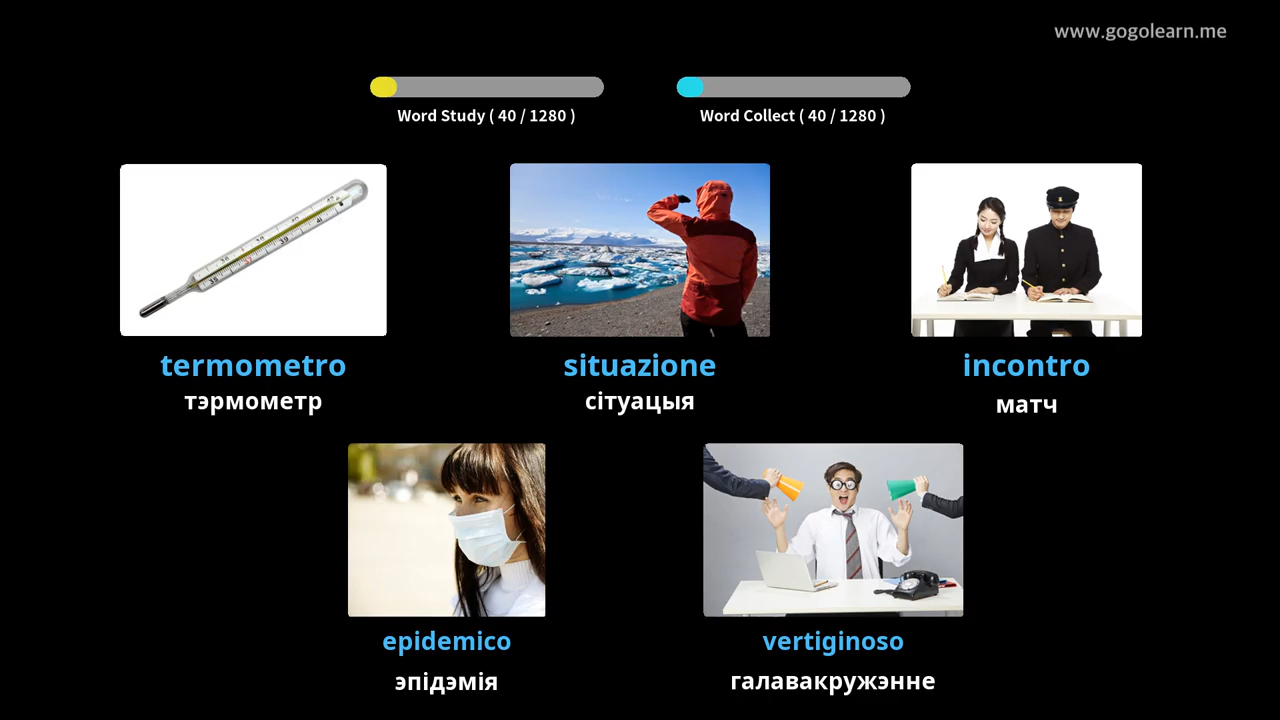 www.gogolearn.me
Word Study ( 40 / 1280 )
Word Collect ( 40 / 1280 )
termometro
тэрмометр
situazione
сітуацыя
incontro
матч
epidemico
эпідэмія
vertiginoso
галавакружэнне